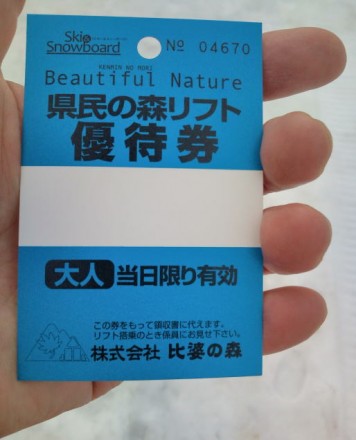 Ski & Snowboard
No 04670
KENMIN NO MORI
Beautiful Nature
県民の森リフト
優待券
大人 当日限り有効
この券をもって領収書に代えます。
リフト搭乗のとき係員にお見せ下さい。
株式会社 比婆の森